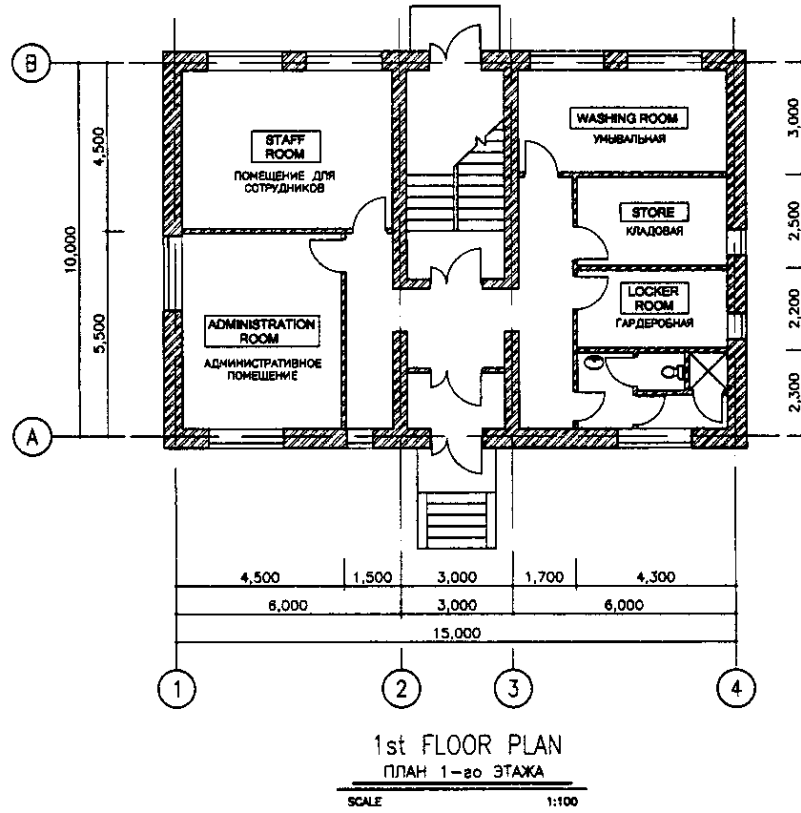 B
WASHING ROOM
УМЫВАЛЬНАЯ
3,000
STAFF
ROOM
ПОМЕЩЕНИЕ ДЛЯ
СОТРУДНИКОВ
4,500
STORE
КЛАДОВАЯ
2,500
10,000
LOCKER
ROOM
ГАРДЕРОБНАЯ
2,200
ADMINISTRATION
ROOM
АДМИНИСТРАТИВНОЕ
ПОМЕЩЕНИЕ
5,500
2,300
A
4,500 1,500 3,000 1,700 4,300
6,000 3,000 6,000
15,000
1 2 3 4
1st FLOOR PLAN
ПЛАН 1-го ЭТАЖА
SCALE 1:100